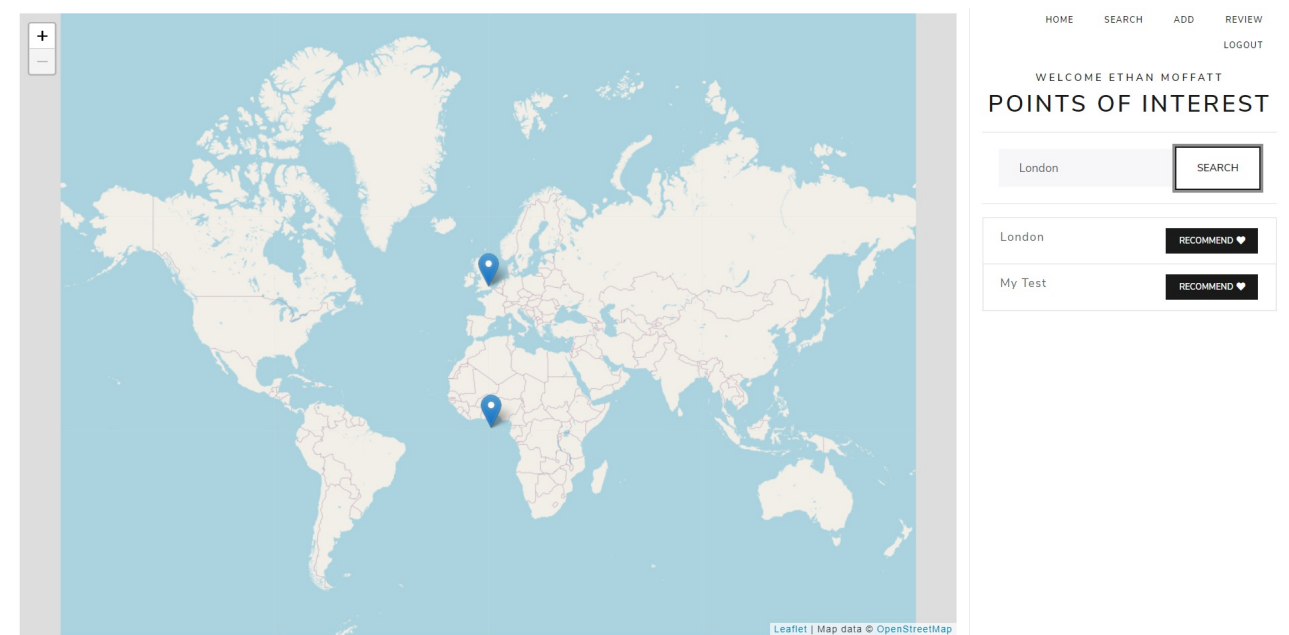 +
−
Leaflet | Map data © OpenStreetMap
HOME SEARCH ADD REVIEW
LOGOUT
WELCOME ETHAN MOFFATT
POINTS OF INTEREST
London SEARCH
London RECOMMEND
My Test RECOMMEND